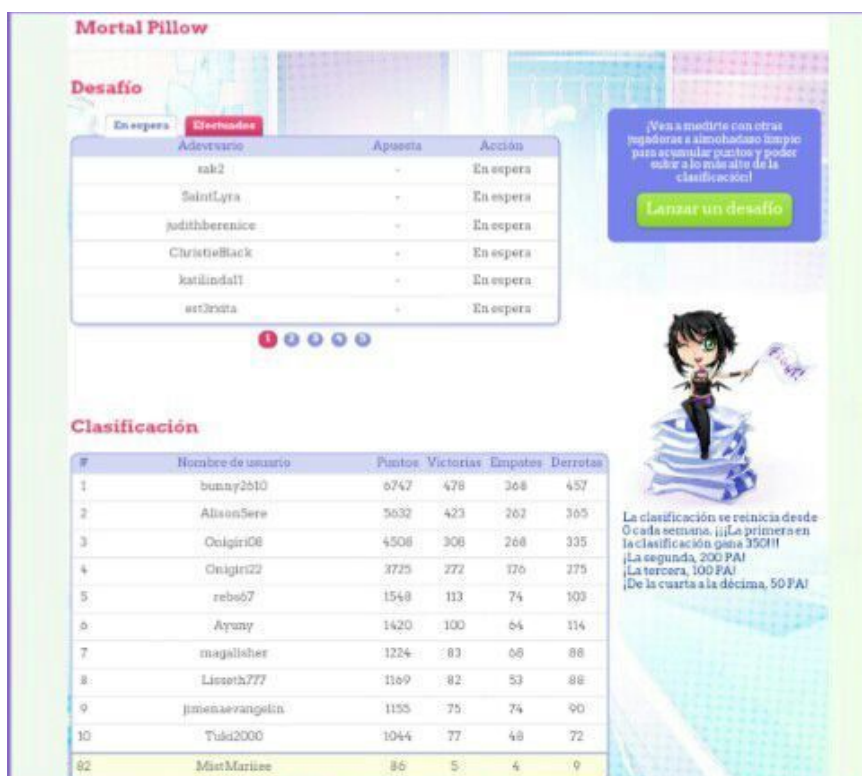 Mortal Pillow
Desafío
En espera Efectuados
Adversario Apuesta Acción
sak2 - En espera
SaintLyra - En espera
judithberenice - En espera
ChristieBlack - En espera
katilinda11 - En espera
- En espera
1 2 3 4 5
¡Ven a medirte con otras
jugadoras a almohadazo limpio
para acumular puntos y poder
subir a lo más alto de la
clasificación!
Lanzar un desafío
Fight!
Clasificación
# Nombre de usuario Puntos Victorias Empates Derrotas
1 bunny2610 6747 478 368 457
2 AlisonSere 5632 423 262 365
3 Onigiri08 4508 308 268 335
4 Onigiri22 3725 272 176 275
5 rebs67 1548 113 74 103
6 Ayuny 1420 100 64 114
7 magalisher 1224 83 68 88
8 Lisseth777 1169 82 53 88
9 jimenaevangelin 1155 75 74 90
10 Tuki2000 1044 77 48 72
82 MistMariiee 86 5 4 9
La clasificación se reinicia desde
0 cada semana, ¡¡¡La primera en
la clasificación gana 350!!!
¡La segunda, 200 PA!
¡La tercera, 100 PA!
¡De la cuarta a la décima, 50 PA!